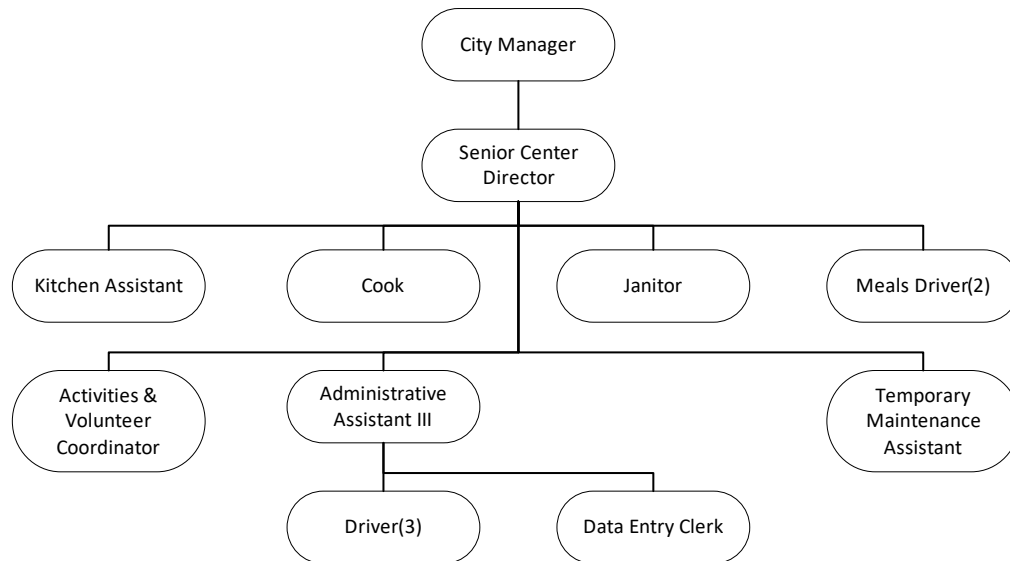 City Manager
Senior Center
Director
Kitchen Assistant
Cook
Janitor
Meals Driver(2)
Activities &
Volunteer
Coordinator
Administrative
Assistant III
Temporary
Maintenance
Assistant
Driver(3)
Data Entry Clerk